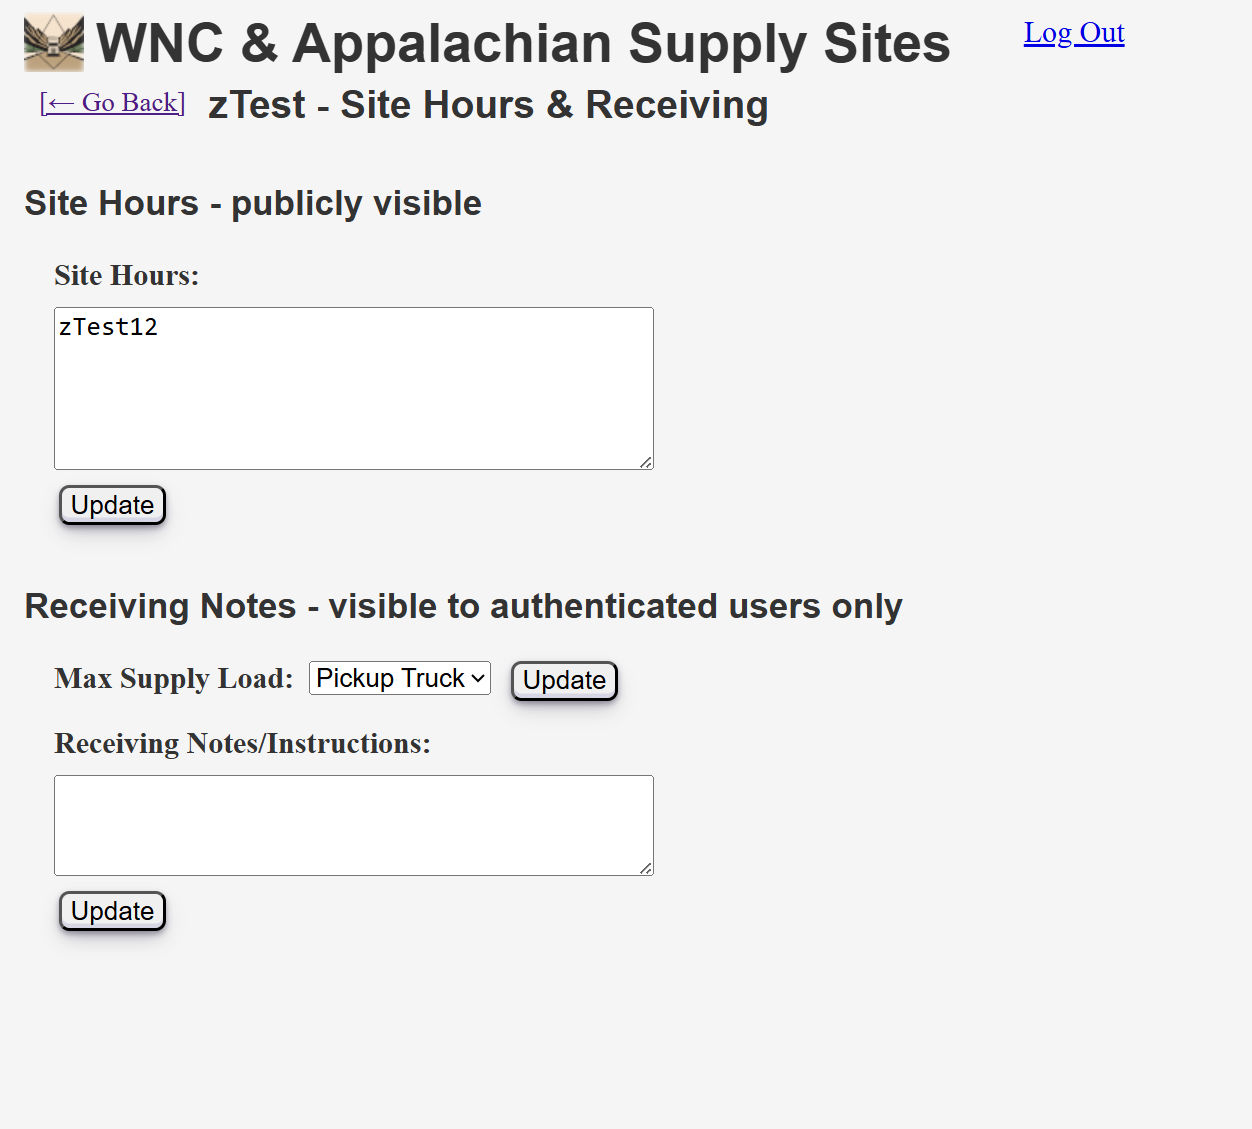 WNC & Appalachian Supply Sites
Log Out
[← Go Back]
zTest - Site Hours & Receiving
Site Hours - publicly visible
Site Hours:
zTest12
Update
Receiving Notes - visible to authenticated users only
Max Supply Load: Pickup Truck Update
Receiving Notes/Instructions:
Update